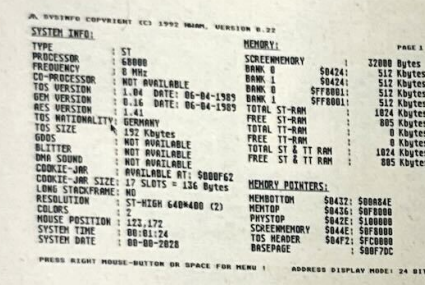 SYSINFO COPYRIGHT (C) 1992 VERSION 0.22
SYSTEM INFO:
TYPE : ST
PROCESSOR : 68000
FREQUENCY : 8 MHz
CO-PROCESSOR : NOT AVAILABLE
TOS VERSION : 1.04 DATE: 06-04-1989
GEM VERSION : 0.16 DATE: 06-04-1989
AES VERSION : 1.41
TOS NATIONALITY: GERMANY
TOS SIZE : 192 Kbytes
GDOS : NOT AVAILABLE
BLITTER : NOT AVAILABLE
DMA SOUND : NOT AVAILABLE
COOKIE-JAR : AVAILABLE AT: $000F62
COOKIE-JAR SIZE: 17 SLOTS = 136 Bytes
LONG STACKFRAME: NO
RESOLUTION : ST-HIGH 640*400 (2)
COLORS : 2
MOUSE POSITION : 123,172
SYSTEM TIME : 00:01:24
SYSTEM DATE : 00-00-2028
MEMORY: PAGE 1
SCREENMEMORY : 32000 Bytes
BANK 0 $0424: 512 Kbytes
BANK 1 $0424: 512 Kbytes
BANK 0 $FF8001: 512 Kbytes
BANK 1 $FF8001: 512 Kbytes
TOTAL ST-RAM : 1024 Kbytes
FREE ST-RAM : 805 Kbytes
TOTAL TT RAM : 0 Kbytes
FREE TT RAM : 0 Kbytes
TOTAL ST & TT RAM : 1024 Kbytes
FREE ST & TT RAM : 805 Kbytes
MEMORY POINTERS:
MEMBOTTOM $0432: $00A84E
MEMTOP $0436: $0F8000
PHYSTOP $042E: $100000
SCREENMEMORY $044E: $0F8000
TOS HEADER $04F2: $FC0000
BASEPAGE : $00F7DC
PRESS RIGHT MOUSE-BUTTON OR SPACE FOR MENU ! ADDRESS DISPLAY MODE: 24 BIT